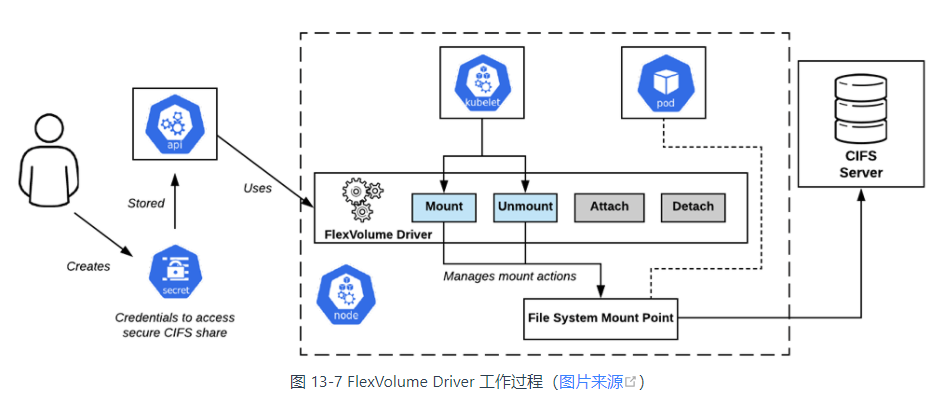 kubelet
pod
api
CIFS
Server
Uses
Stored
Mount
Unmount
Attach
Detach
FlexVolume Driver
Creates
secret
Manages mount actions
node
Credentials to access
secure CIFS share
File System Mount Point
图 13-7 FlexVolume Driver 工作过程（图片来源）